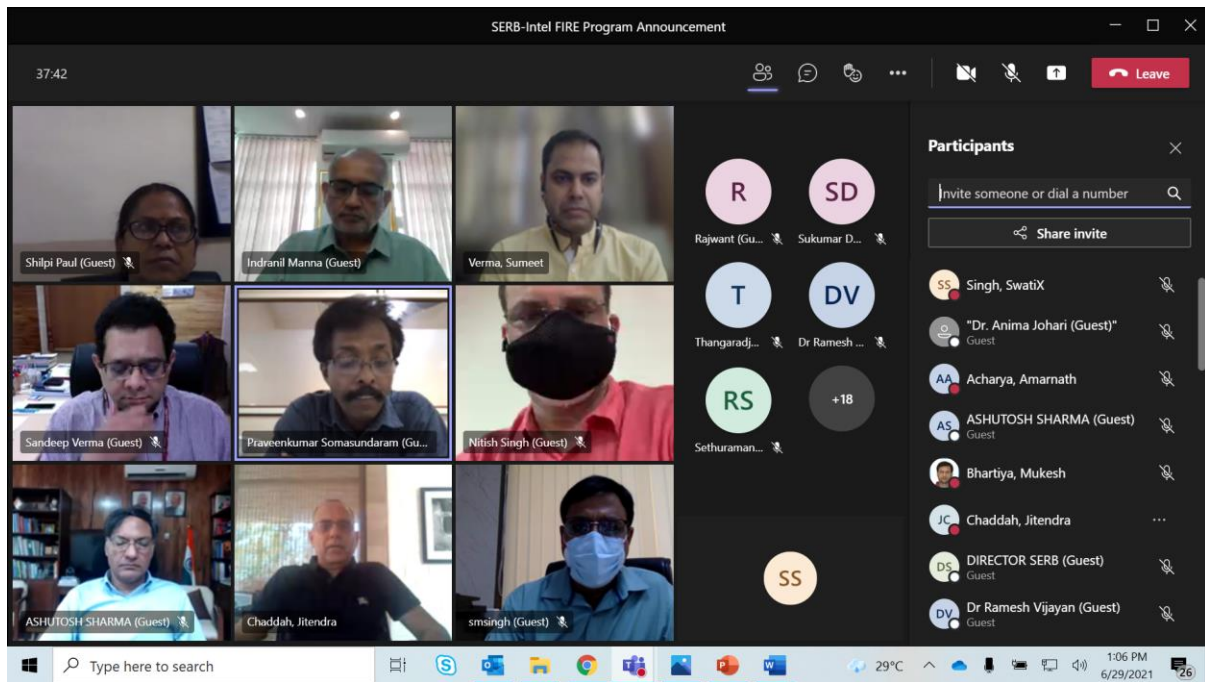 SERB-Intel FIRE Program Announcement
37:42
Leave
Shilpi Paul (Guest)
Indranil Manna (Guest)
Verma, Sumeet
Sandeep Verma (Guest)
Praveenkumar Somasundaram (Gu...
Nitish Singh (Guest)
ASHUTOSH SHARMA (Guest)
Chaddah, Jitendra
smsingh (Guest)
R
SD
Rajwant (Gu...
Sukumar D...
T
DV
Thangaradj...
Dr Ramesh ...
RS
+18
Sethuraman...
SS
Participants
Invite someone or dial a number
Share invite
SS Singh, SwatiX
"Dr. Anima Johari (Guest)"
Guest
AA Acharya, Amarnath
AS ASHUTOSH SHARMA (Guest)
Guest
Bhartiya, Mukesh
JC Chaddah, Jitendra
DS DIRECTOR SERB (Guest)
Guest
DV Dr Ramesh Vijayan (Guest)
Guest
Type here to search
29°C
1:06 PM
6/29/2021
26